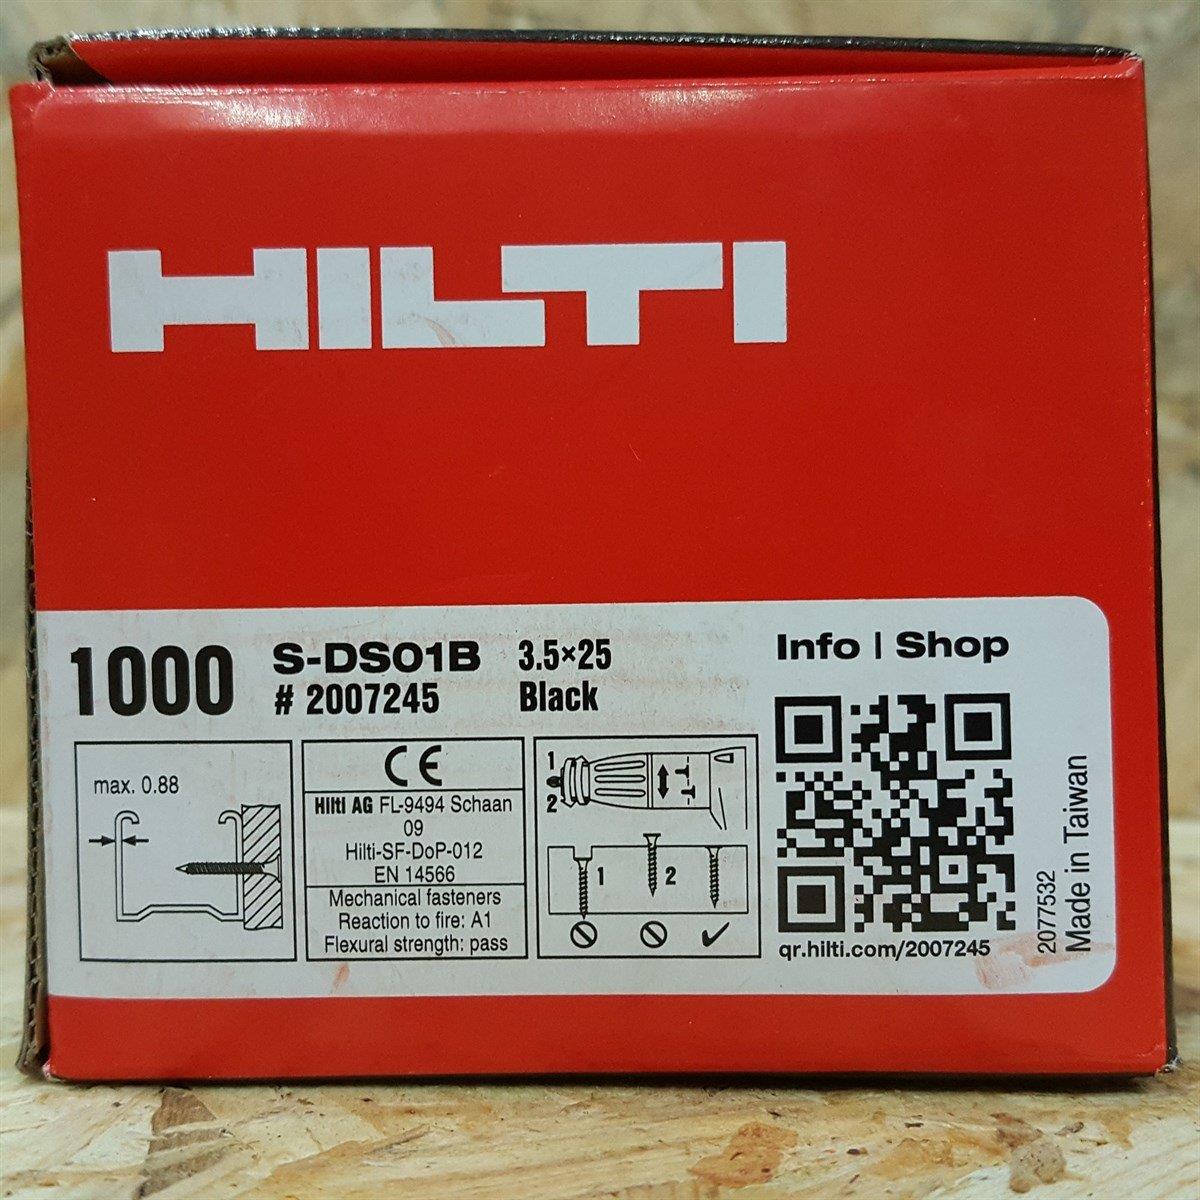 HILTI
1000
S-DS01B 3.5×25
# 2007245 Black
Info | Shop
max. 0.88
CE
Hilti AG FL-9494 Schaan
09
Hilti-SF-DoP-012
EN 14566
Mechanical fasteners
Reaction to fire: A1
Flexural strength: pass
1
2
1
2
qr.hilti.com/2007245
2077532
Made in Taiwan